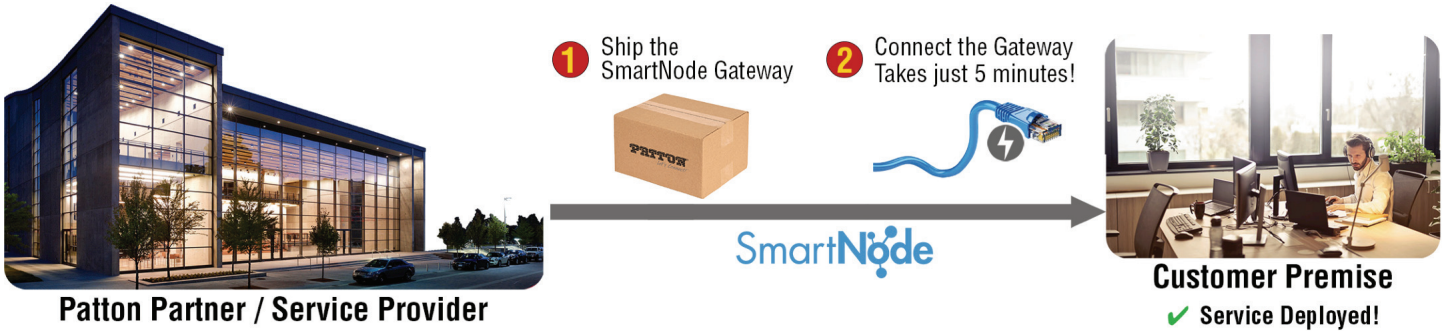 1 Ship the
SmartNode Gateway
2 Connect the Gateway
Takes just 5 minutes!
PATTON
SmartNode
Patton Partner / Service Provider
Customer Premise
✔ Service Deployed!